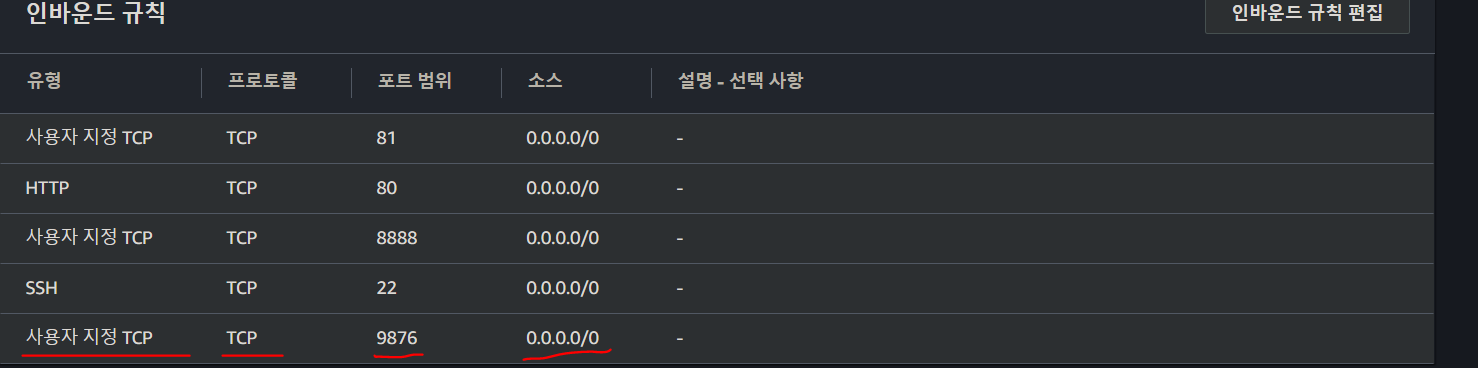 인바운드 규칙 인바운드 규칙 편집
유형 프로토콜 포트 범위 소스 설명 - 선택 사항
사용자 지정 TCP TCP 81 0.0.0.0/0 -
HTTP TCP 80 0.0.0.0/0 -
사용자 지정 TCP TCP 8888 0.0.0.0/0 -
SSH TCP 22 0.0.0.0/0 -
사용자 지정 TCP TCP 9876 0.0.0.0/0 -